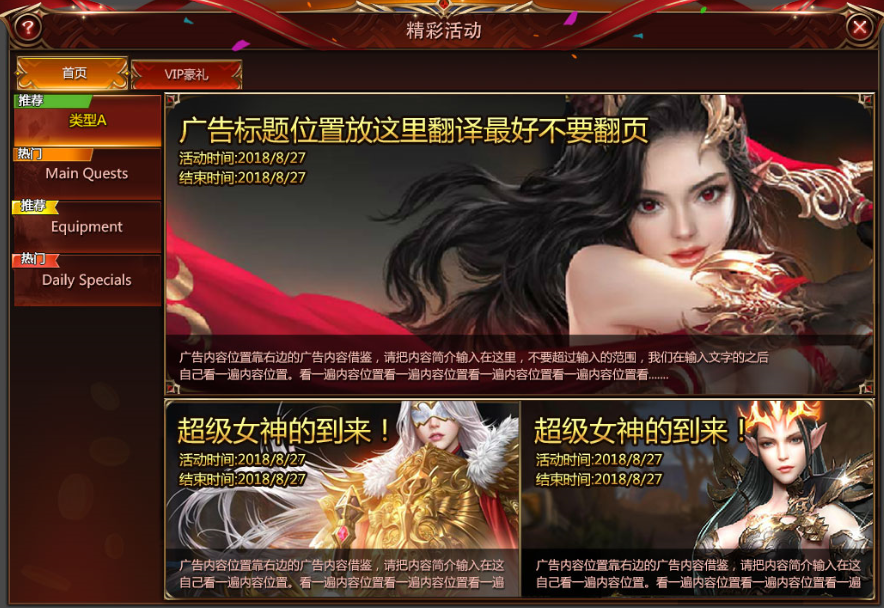 ?
精彩活动
首页
VIP豪礼
推荐
类型A
热门
Main Quests
推荐
Equipment
热门
Daily Specials
广告标题位置放这里翻译最好不要翻页
活动时间:2018/8/27
结束时间:2018/8/27
广告内容位置靠右边的广告内容借鉴，请把内容简介输入在这里，不要超过输入的范围，我们在输入文字的之后
自己看一遍内容位置。看一遍内容位置看一遍内容位置看一遍内容位置看一遍内容位置看......
超级女神的到来！
活动时间:2018/8/27
结束时间:2018/8/27
广告内容位置靠右边的广告内容借鉴，请把内容简介输入在这
自己看一遍内容位置。看一遍内容位置看一遍内容位置看一遍
超级女神的到来！
活动时间:2018/8/27
结束时间:2018/8/27
广告内容位置靠右边的广告内容借鉴，请把内容简介输入在这
自己看一遍内容位置。看一遍内容位置看一遍内容位置看一遍